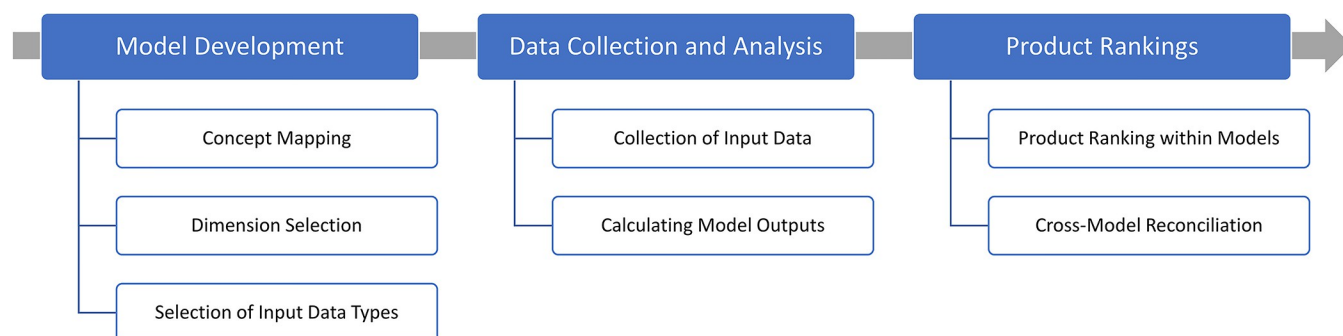 Model Development
Concept Mapping
Dimension Selection
Selection of Input Data Types
Data Collection and Analysis
Collection of Input Data
Calculating Model Outputs
Product Rankings
Product Ranking within Models
Cross-Model Reconciliation